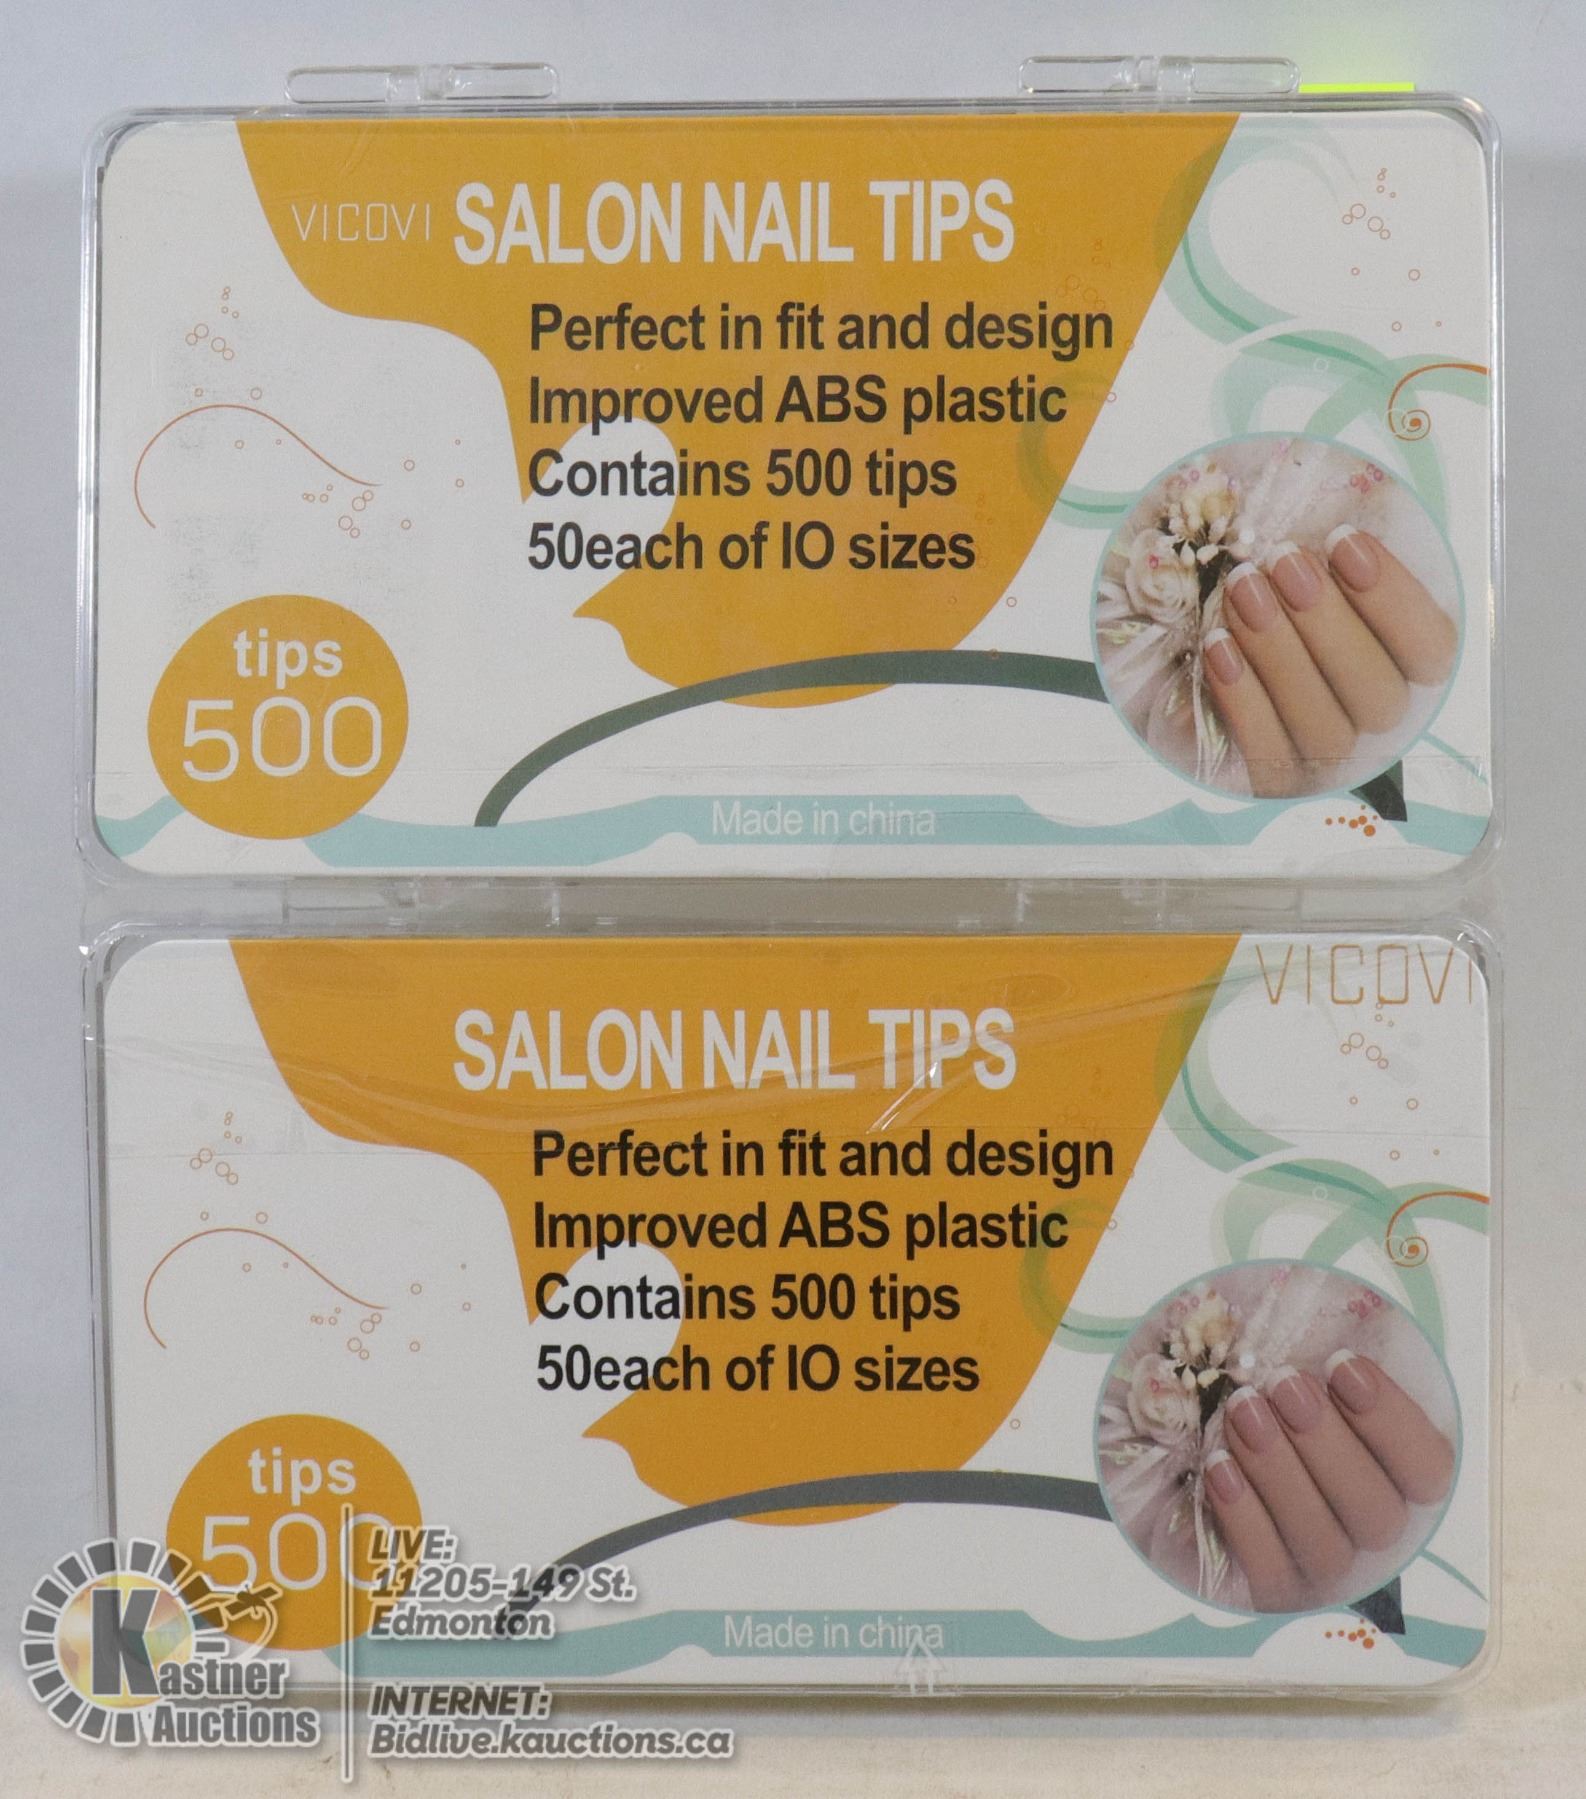 VICOVI SALON NAIL TIPS
Perfect in fit and design
Improved ABS plastic
Contains 500 tips
50each of IO sizes
tips
500
Made in china
VICOVI
SALON NAIL TIPS
Perfect in fit and design
Improved ABS plastic
Contains 500 tips
50each of IO sizes
tips
500
Made in china
Kastner
Auctions
LIVE:
11205-149 St.
Edmonton
INTERNET:
Bidlive.kauctions.ca